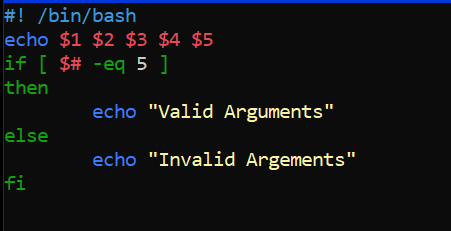 #! /bin/bash
echo $1 $2 $3 $4 $5
if [ $# -eq 5 ]
then
        echo "Valid Arguments"
else
        echo "Invalid Argements"
fi